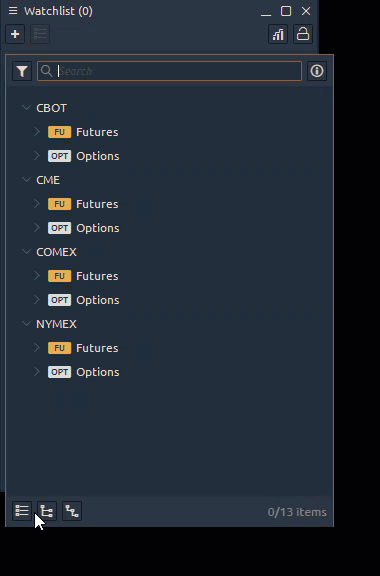 Watchlist (0)
Search
CBOT
FU Futures
OPT Options
CME
FU Futures
OPT Options
COMEX
FU Futures
OPT Options
NYMEX
FU Futures
OPT Options
0/13 items